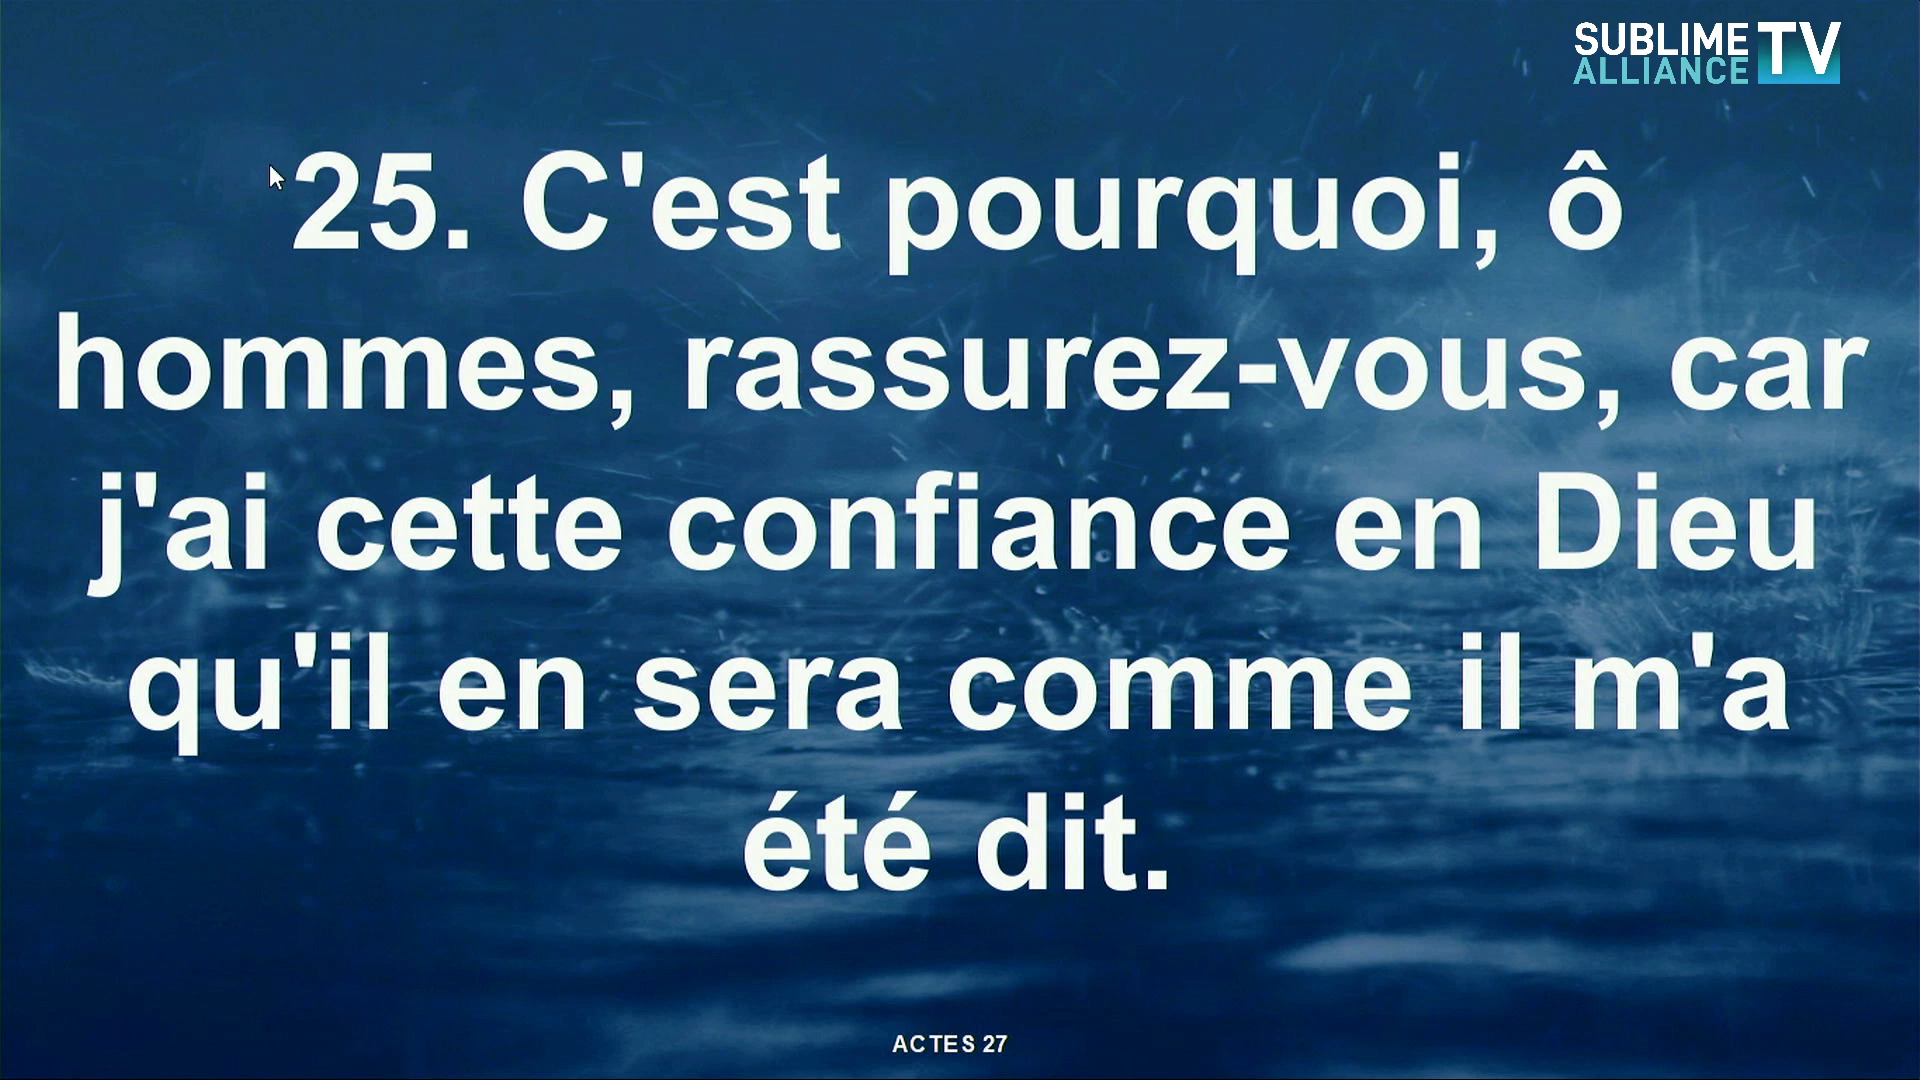 SUBLIME TV
ALLIANCE
25. C'est pourquoi, ô
hommes, rassurez-vous, car
j'ai cette confiance en Dieu
qu'il en sera comme il m'a
été dit.
ACTES 27